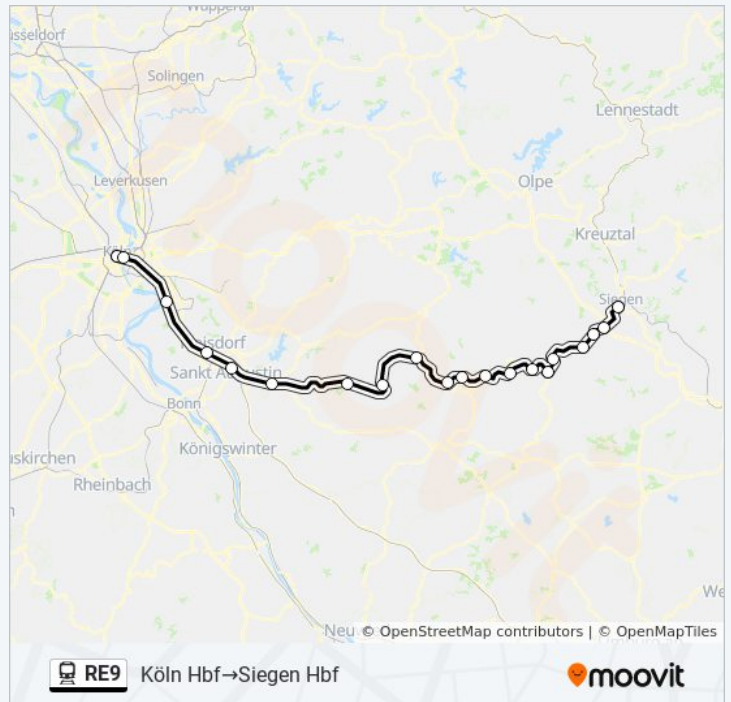 Wuppertal
Solingen
Lennestadt
Leverkusen
Olpe
Kreuztal
Siegen
Sankt Augustin
Bonn
Königswinter
Rheinbach
© OpenStreetMap contributors | © OpenMapTiles
RE9 Köln Hbf→Siegen Hbf
moovit